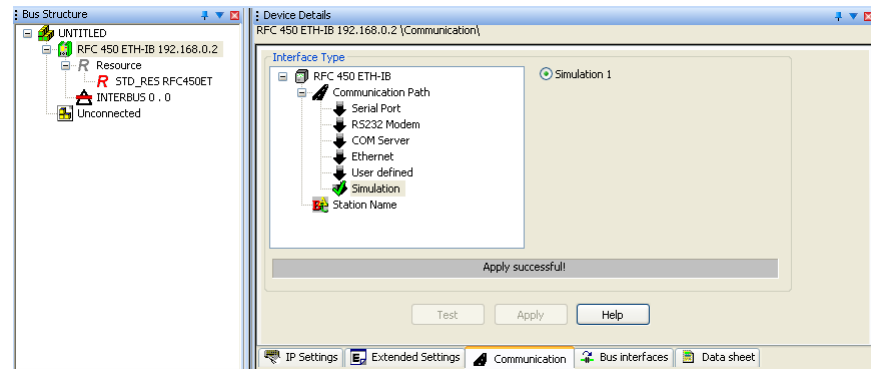 Bus Structure
UNTITLED
RFC 450 ETH-IB 192.168.0.2
R Resource
R STD_RES RFC450ET
INTERBUS 0 . 0
Unconnected
Device Details
RFC 450 ETH-IB 192.168.0.2 \Communication\
Interface Type
RFC 450 ETH-IB
Communication Path
Serial Port
RS232 Modem
COM Server
Ethernet
User defined
Simulation
Station Name
Simulation 1
Apply successful!
Test Apply Help
IP Settings Extended Settings Communication Bus interfaces Data sheet